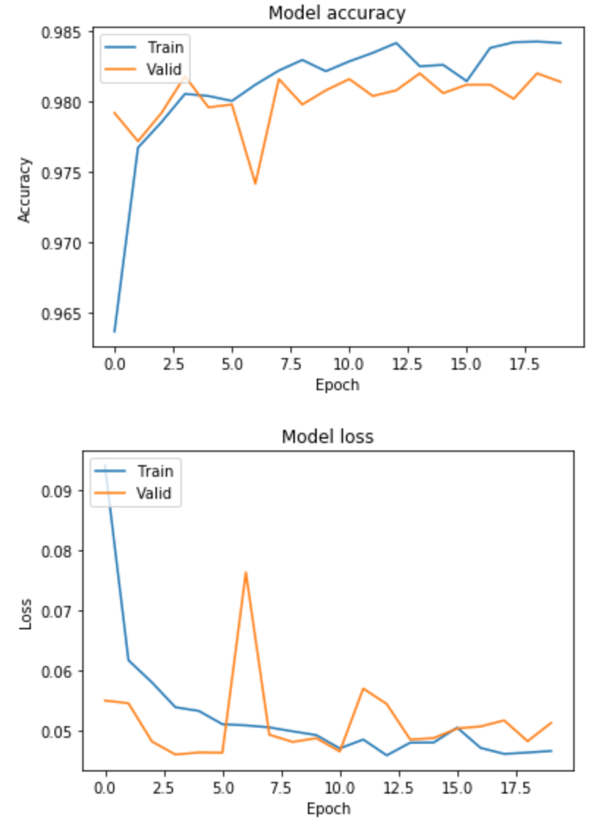 Model accuracy
0.985
Train
Valid
0.980
0.975
0.970
0.965
Accuracy
0.0 2.5 5.0 7.5 10.0 12.5 15.0 17.5
Epoch
Model loss
Train
Valid
0.09
0.08
0.07
0.06
0.05
Loss
0.0 2.5 5.0 7.5 10.0 12.5 15.0 17.5
Epoch